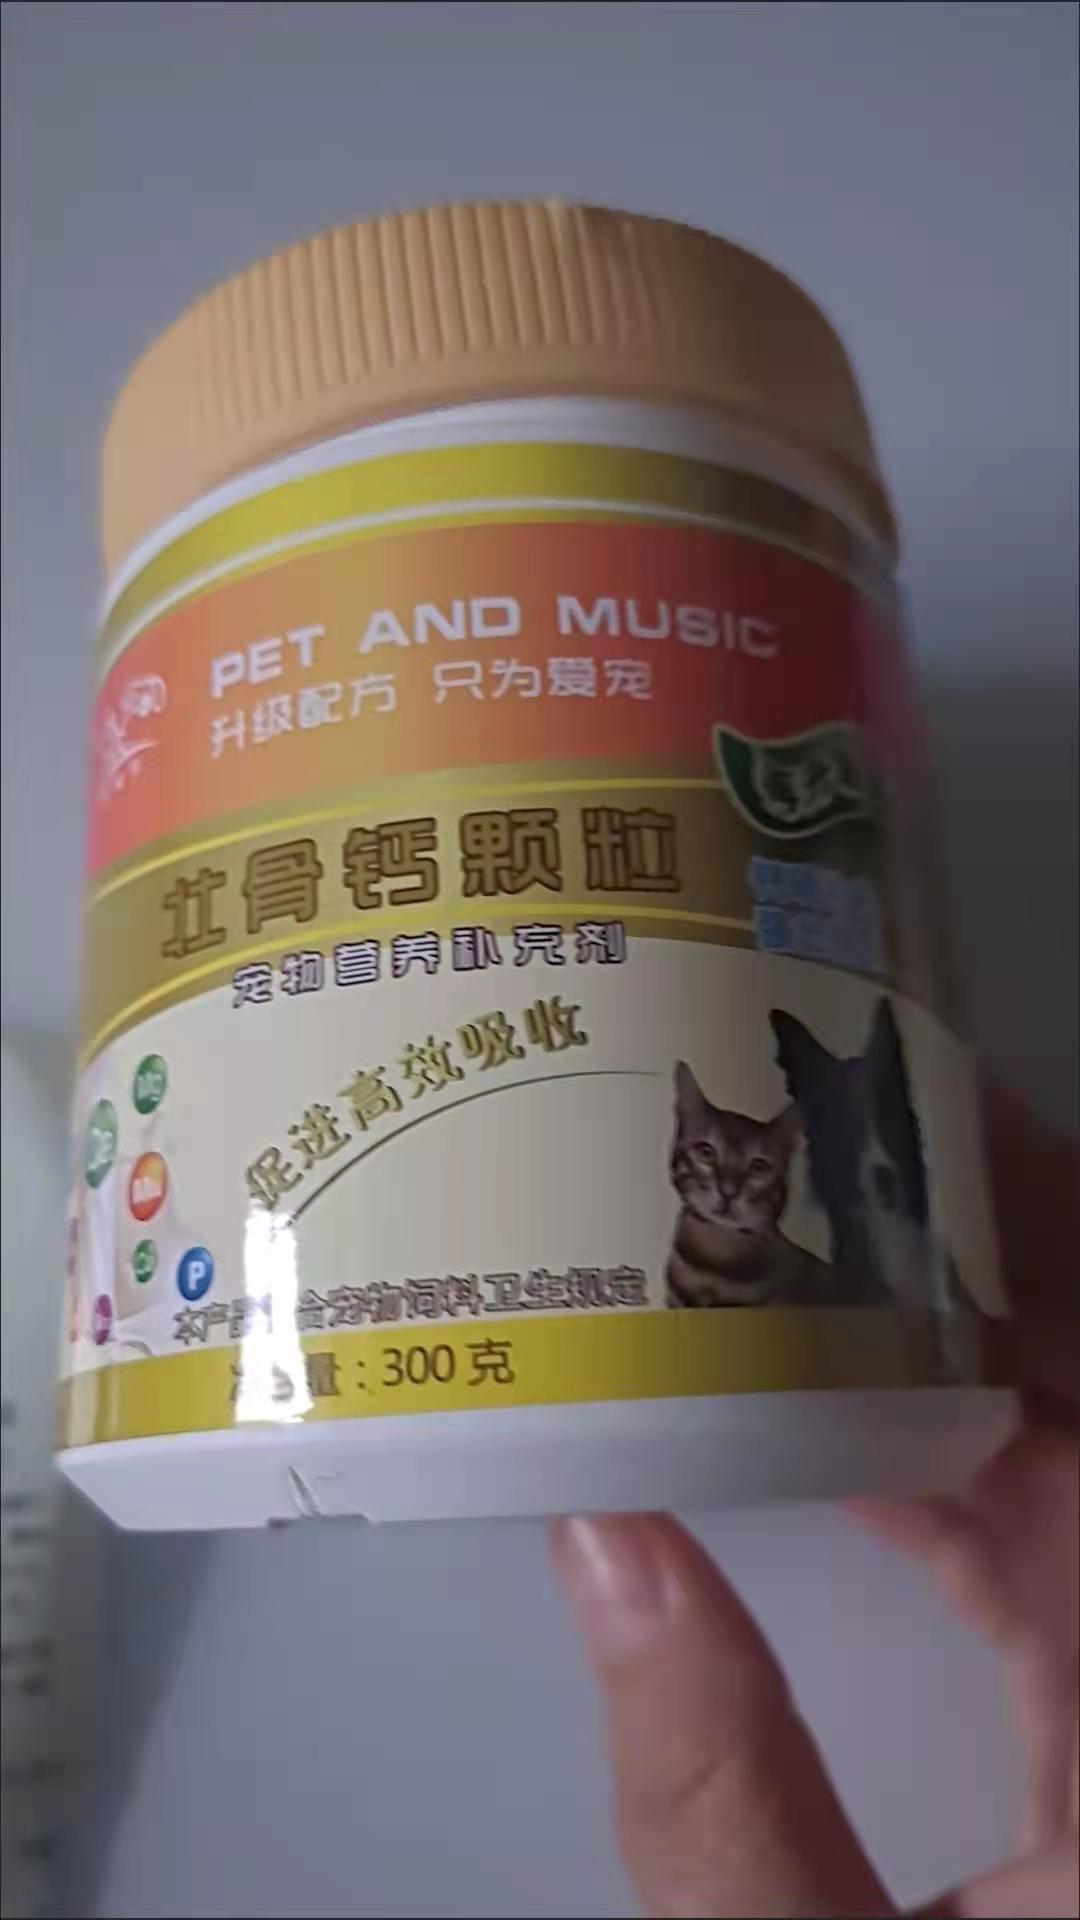 PET AND MUSIC
升级配方 只为爱宠
壮骨钙颗粒
宠物营养补充剂
促进高效吸收
Mg
P
本产品 合宠物饲料卫生规定
量：300克